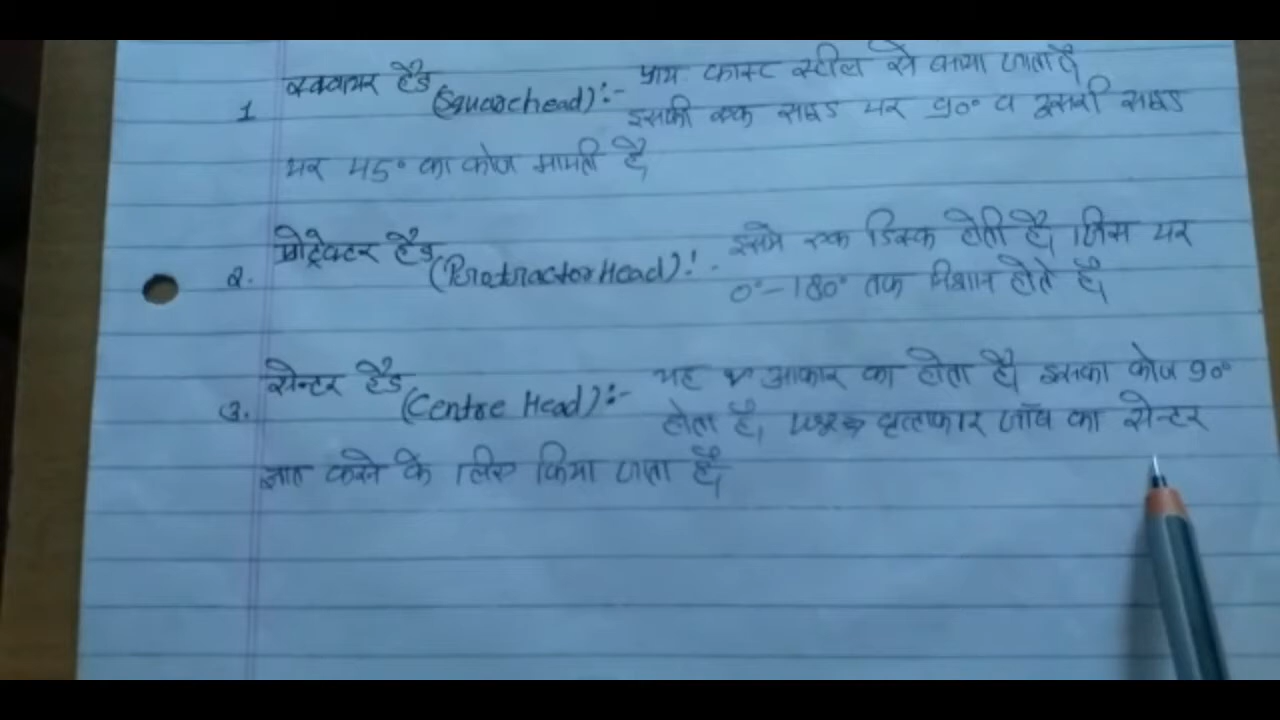 1 स्क्वायर हैड (Squarehead):- प्राय कास्ट स्टील से बनाया जाता है
इसकी एक साइड पर 90° व दूसरी साइड
पर 45° का कोण मापती है
2. प्रोट्रेक्टर हैड (Protractor Head):- इसमे एक डिस्क होती है, जिस पर
0°-180° तक निशान होते है
3. सेन्टर हैड (Centre Head):- यह आकार का होता है। इसका कोण 90°
होता है, वृत्ताकार जॉब का सेन्टर
ज्ञात करने के लिए किया जाता है